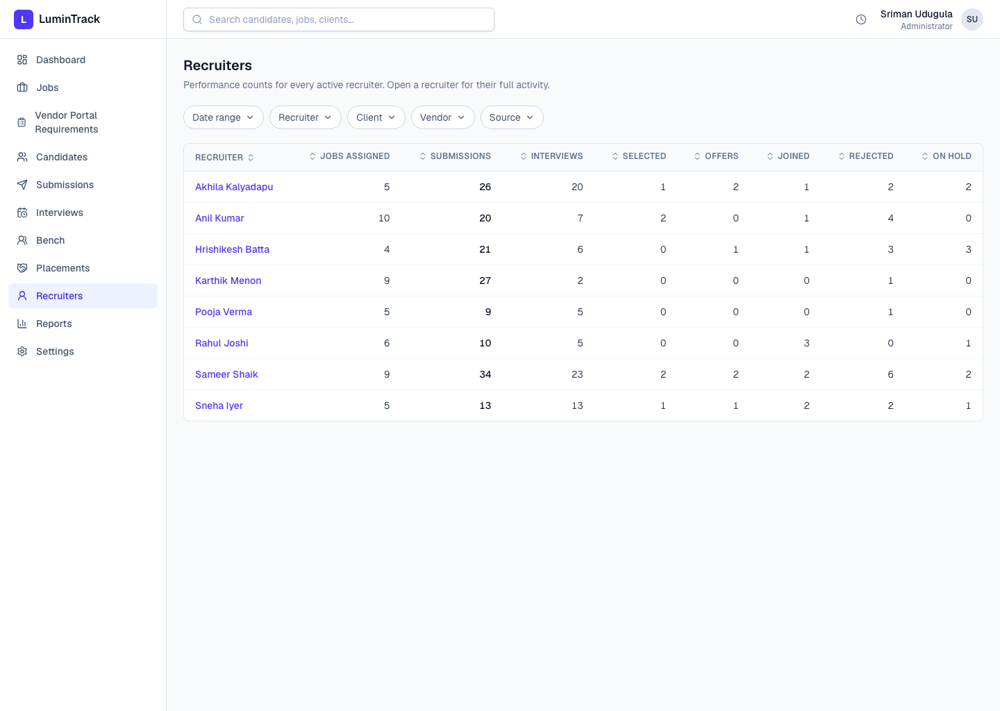 L LuminTrack
Search candidates, jobs, clients...
Sriman Udugula
Administrator
SU
Dashboard
Jobs
Vendor Portal
Requirements
Candidates
Submissions
Interviews
Bench
Placements
Recruiters
Reports
Settings
Recruiters
Performance counts for every active recruiter. Open a recruiter for their full activity.
Date range Recruiter Client Vendor Source
RECRUITER JOBS ASSIGNED SUBMISSIONS INTERVIEWS SELECTED OFFERS JOINED REJECTED ON HOLD
Akhila Kalyadapu 5 26 20 1 2 1 2 2
Anil Kumar 10 20 7 2 0 1 4 0
Hrishikesh Batta 4 21 6 0 1 1 3 3
Karthik Menon 9 27 2 0 0 0 1 0
Pooja Verma 5 9 5 0 0 0 1 0
Rahul Joshi 6 10 5 0 0 3 0 1
Sameer Shaik 9 34 23 2 2 2 6 2
Sneha Iyer 5 13 13 1 1 2 2 1